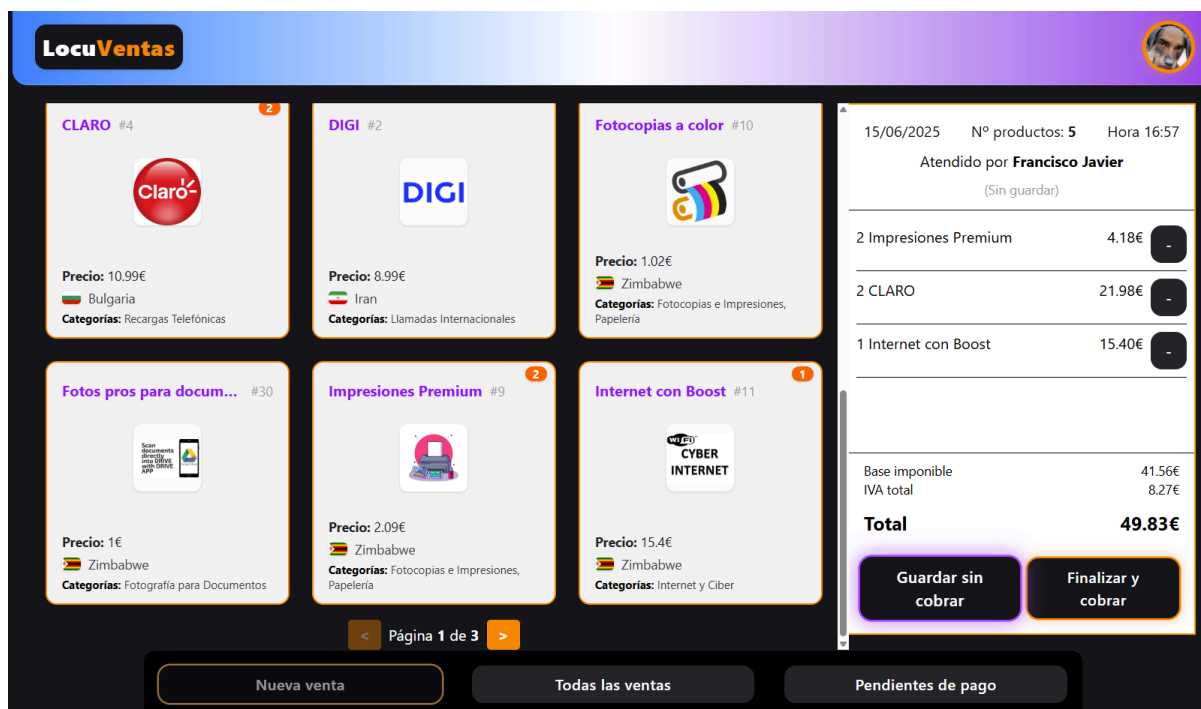 LocuVentas
CLARO #4
2
Claro
Precio: 10.99€
Bulgaria
Categorías: Recargas Telefónicas
DIGI #2
DIGI
Precio: 8.99€
Iran
Categorías: Llamadas Internacionales
Fotocopias a color #10
Precio: 1.02€
Zimbabwe
Categorías: Fotocopias e Impresiones,
Papelería
Fotos pros para docum... #30
Scan
documents
directly
into DRIVE
with DRIVE
APP
Precio: 1€
Zimbabwe
Categorías: Fotografía para Documentos
Impresiones Premium #9
2
Precio: 2.09€
Zimbabwe
Categorías: Fotocopias e Impresiones,
Papelería
Internet con Boost #11
1
WiFi
CYBER
INTERNET
Precio: 15.4€
Zimbabwe
Categorías: Internet y Ciber
< Página 1 de 3 >
15/06/2025 Nº productos: 5 Hora 16:57
Atendido por Francisco Javier
(Sin guardar)
2 Impresiones Premium 4.18€ -
2 CLARO 21.98€ -
1 Internet con Boost 15.40€ -
Base imponible 41.56€
IVA total 8.27€
Total 49.83€
Guardar sin
cobrar
Finalizar y
cobrar
Nueva venta
Todas las ventas
Pendientes de pago